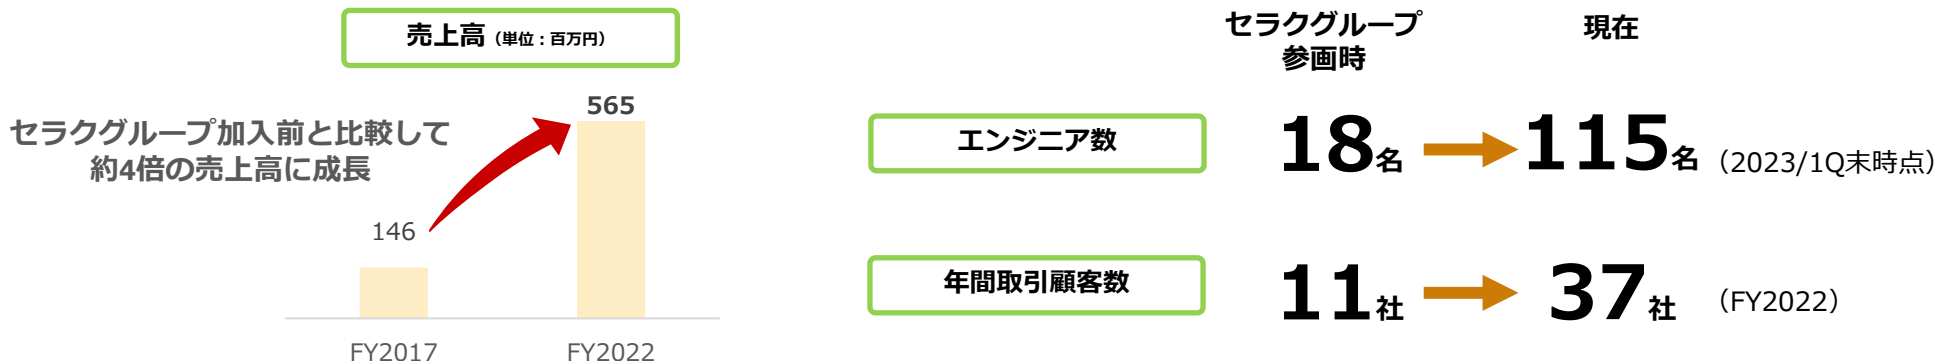 売上高（単位：百万円）
セラクグループ加入前と比較して
約4倍の売上高に成長
565
146
FY2017 FY2022
セラクグループ
参画時
現在
エンジニア数
18名
115名（2023/1Q末時点）
年間取引顧客数
11社
37社（FY2022）